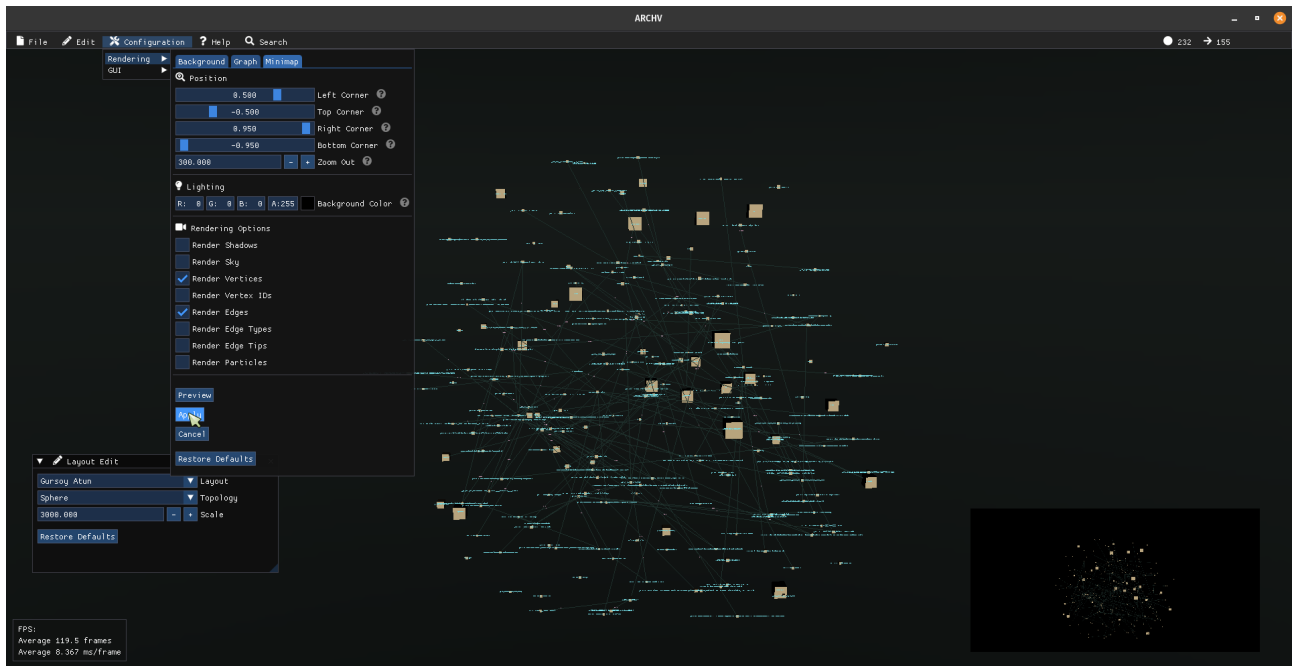 ARCHV
File Edit Configuration ? Help Search 232 → 155
Rendering
GUI
Background Graph Minimap
Position
0.500 Left Corner ?
-0.500 Top Corner ?
0.950 Right Corner ?
-0.950 Bottom Corner ?
300.000 - + Zoom Out ?
Lighting
R: 0 G: 0 B: 0 A:255 Background Color ?
Rendering Options
Render Shadows
Render Sky
Render Vertices
Render Vertex IDs
Render Edges
Render Edge Types
Render Edge Tips
Render Particles
Preview
Apply
Cancel
Restore Defaults
Layout Edit
Gursoy Atun Layout
Sphere Topology
3000.000 - + Scale
Restore Defaults
FPS:
Average 119.5 frames
Average 8.367 ms/frame